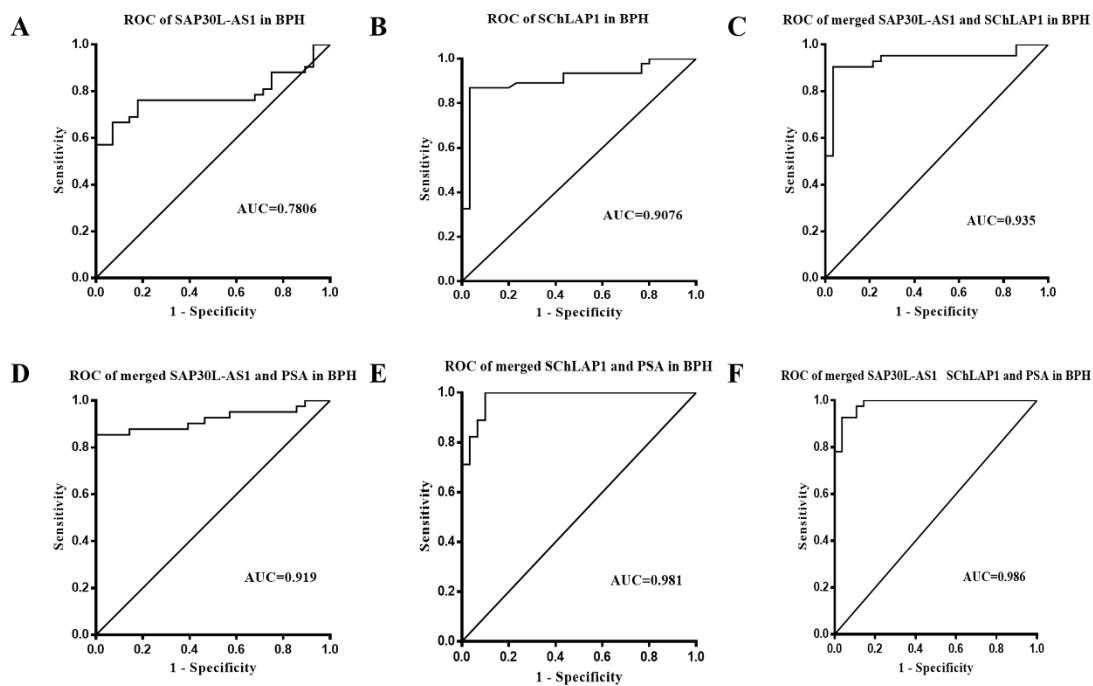 A
ROC of SAP30L-AS1 in BPH
1.0
0.8
0.6
0.4
0.2
0.0
Sensitivity
AUC=0.7806
0.0 0.2 0.4 0.6 0.8 1.0
1 - Specificity
B
ROC of SChLAP1 in BPH
1.0
0.8
0.6
0.4
0.2
0.0
Sensitivity
AUC=0.9076
0.0 0.2 0.4 0.6 0.8 1.0
1 - Specificity
C
ROC of merged SAP30L-AS1 and SChLAP1 in BPH
1.0
0.8
0.6
0.4
0.2
0.0
Sensitivity
AUC=0.935
0.0 0.2 0.4 0.6 0.8 1.0
1 - Specificity
D
ROC of merged SAP30L-AS1 and PSA in BPH
1.0
0.8
0.6
0.4
0.2
0.0
Sensitivity
AUC=0.919
0.0 0.2 0.4 0.6 0.8 1.0
1 - Specificity
E
ROC of merged SChLAP1 and PSA in BPH
1.0
0.8
0.6
0.4
0.2
0.0
Sensitivity
AUC=0.981
0.0 0.2 0.4 0.6 0.8 1.0
1 - Specificity
F
ROC of merged SAP30L-AS1 SChLAP1 and PSA in BPH
1.0
0.8
0.6
0.4
0.2
0.0
Sensitivity
AUC=0.986
0.0 0.2 0.4 0.6 0.8 1.0
1 - Specificity